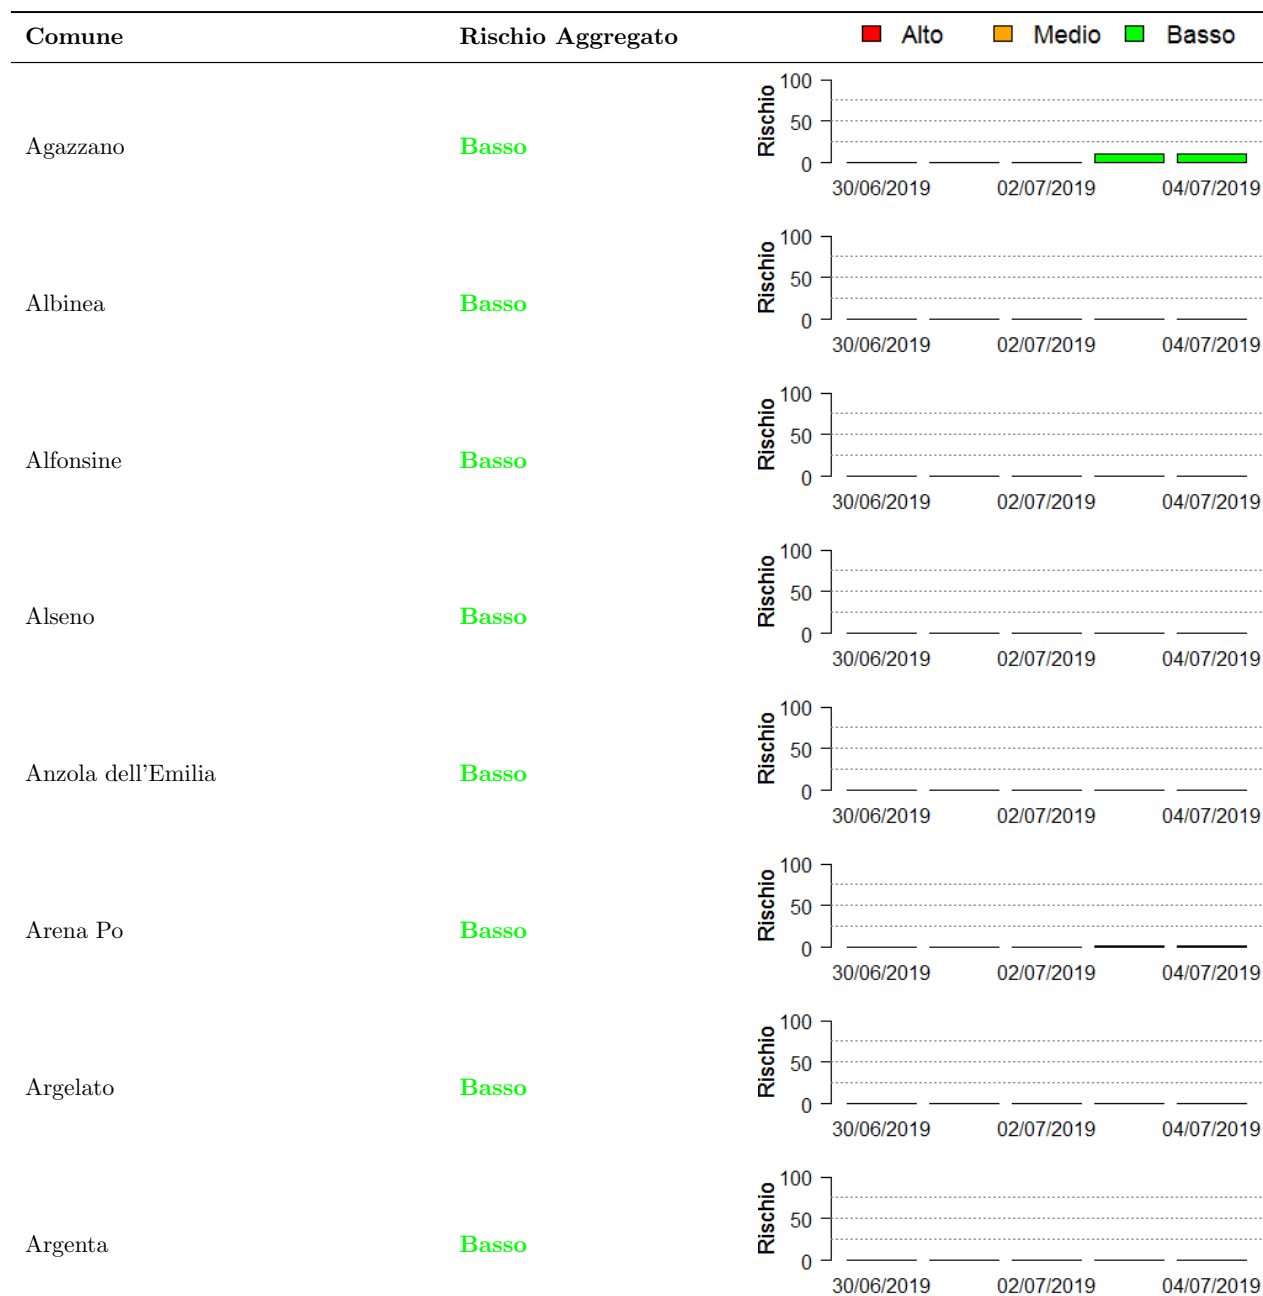 Comune Rischio Aggregato Alto Medio Basso
Agazzano Basso
Rischio
100
50
0
30/06/2019 02/07/2019 04/07/2019
Albinea Basso
Rischio
100
50
0
30/06/2019 02/07/2019 04/07/2019
Alfonsine Basso
Rischio
100
50
0
30/06/2019 02/07/2019 04/07/2019
Alseno Basso
Rischio
100
50
0
30/06/2019 02/07/2019 04/07/2019
Anzola dell'Emilia Basso
Rischio
100
50
0
30/06/2019 02/07/2019 04/07/2019
Arena Po Basso
Rischio
100
50
0
30/06/2019 02/07/2019 04/07/2019
Argelato Basso
Rischio
100
50
0
30/06/2019 02/07/2019 04/07/2019
Argenta Basso
Rischio
100
50
0
30/06/2019 02/07/2019 04/07/2019